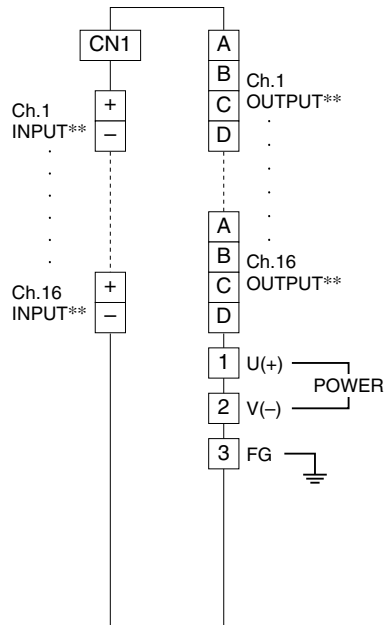 CN1
Ch.1
INPUT**
+
–
Ch.16
INPUT**
+
–
A
B
C
D
Ch.1
OUTPUT**
A
B
C
D
Ch.16
OUTPUT**
1 U(+)
POWER
2 V(–)
3 FG